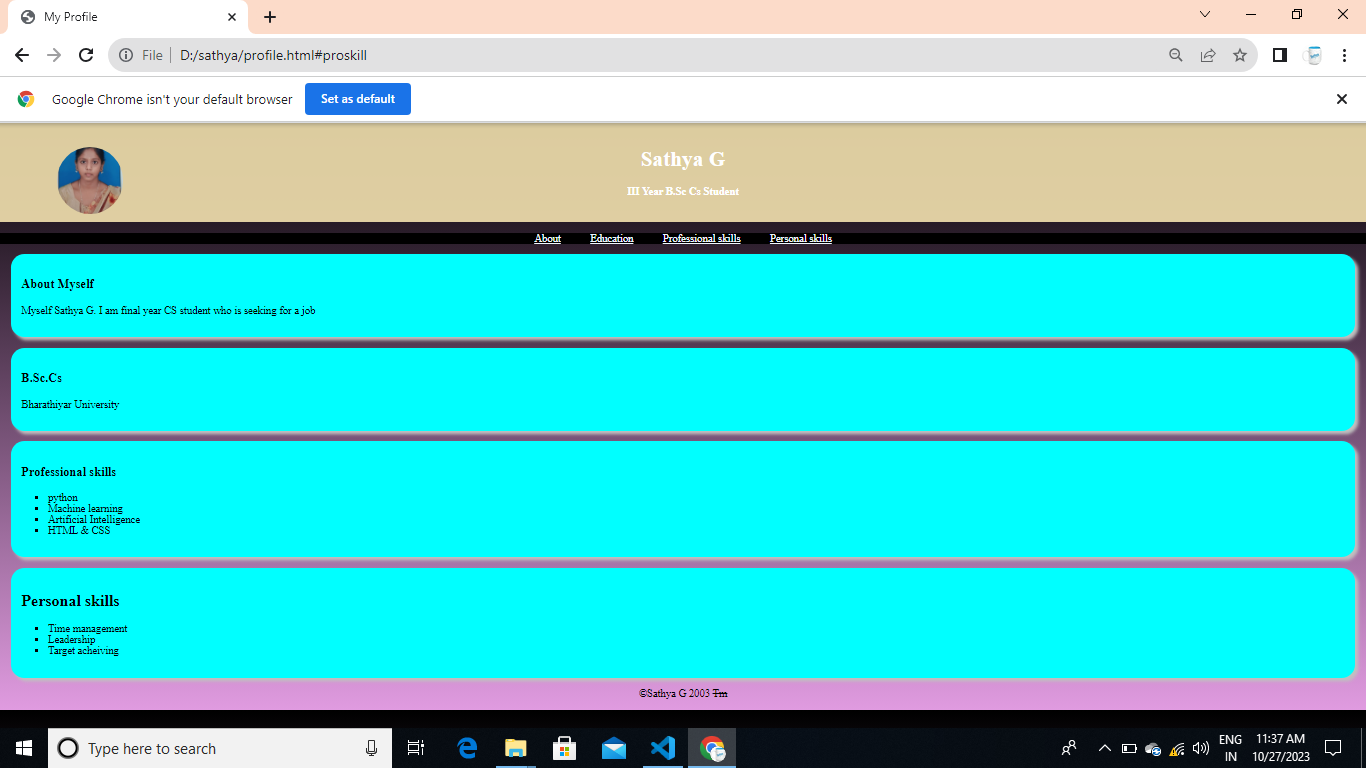 My Profile
File
D:/sathya/profile.html#proskill
Google Chrome isn't your default browser
Set as default
Sathya G
III Year B.Sc Cs Student
About Education Professional skills Personal skills
About Myself
Myself Sathya G. I am final year CS student who is seeking for a job
B.Sc.Cs
Bharathiyar University
Professional skills
python
Machine learning
Artificial Intelligence
HTML & CSS
Personal skills
Time management
Leadership
Target acheiving
©Sathya G 2003 Tm
Type here to search
ENG
IN
11:37 AM
10/27/2023